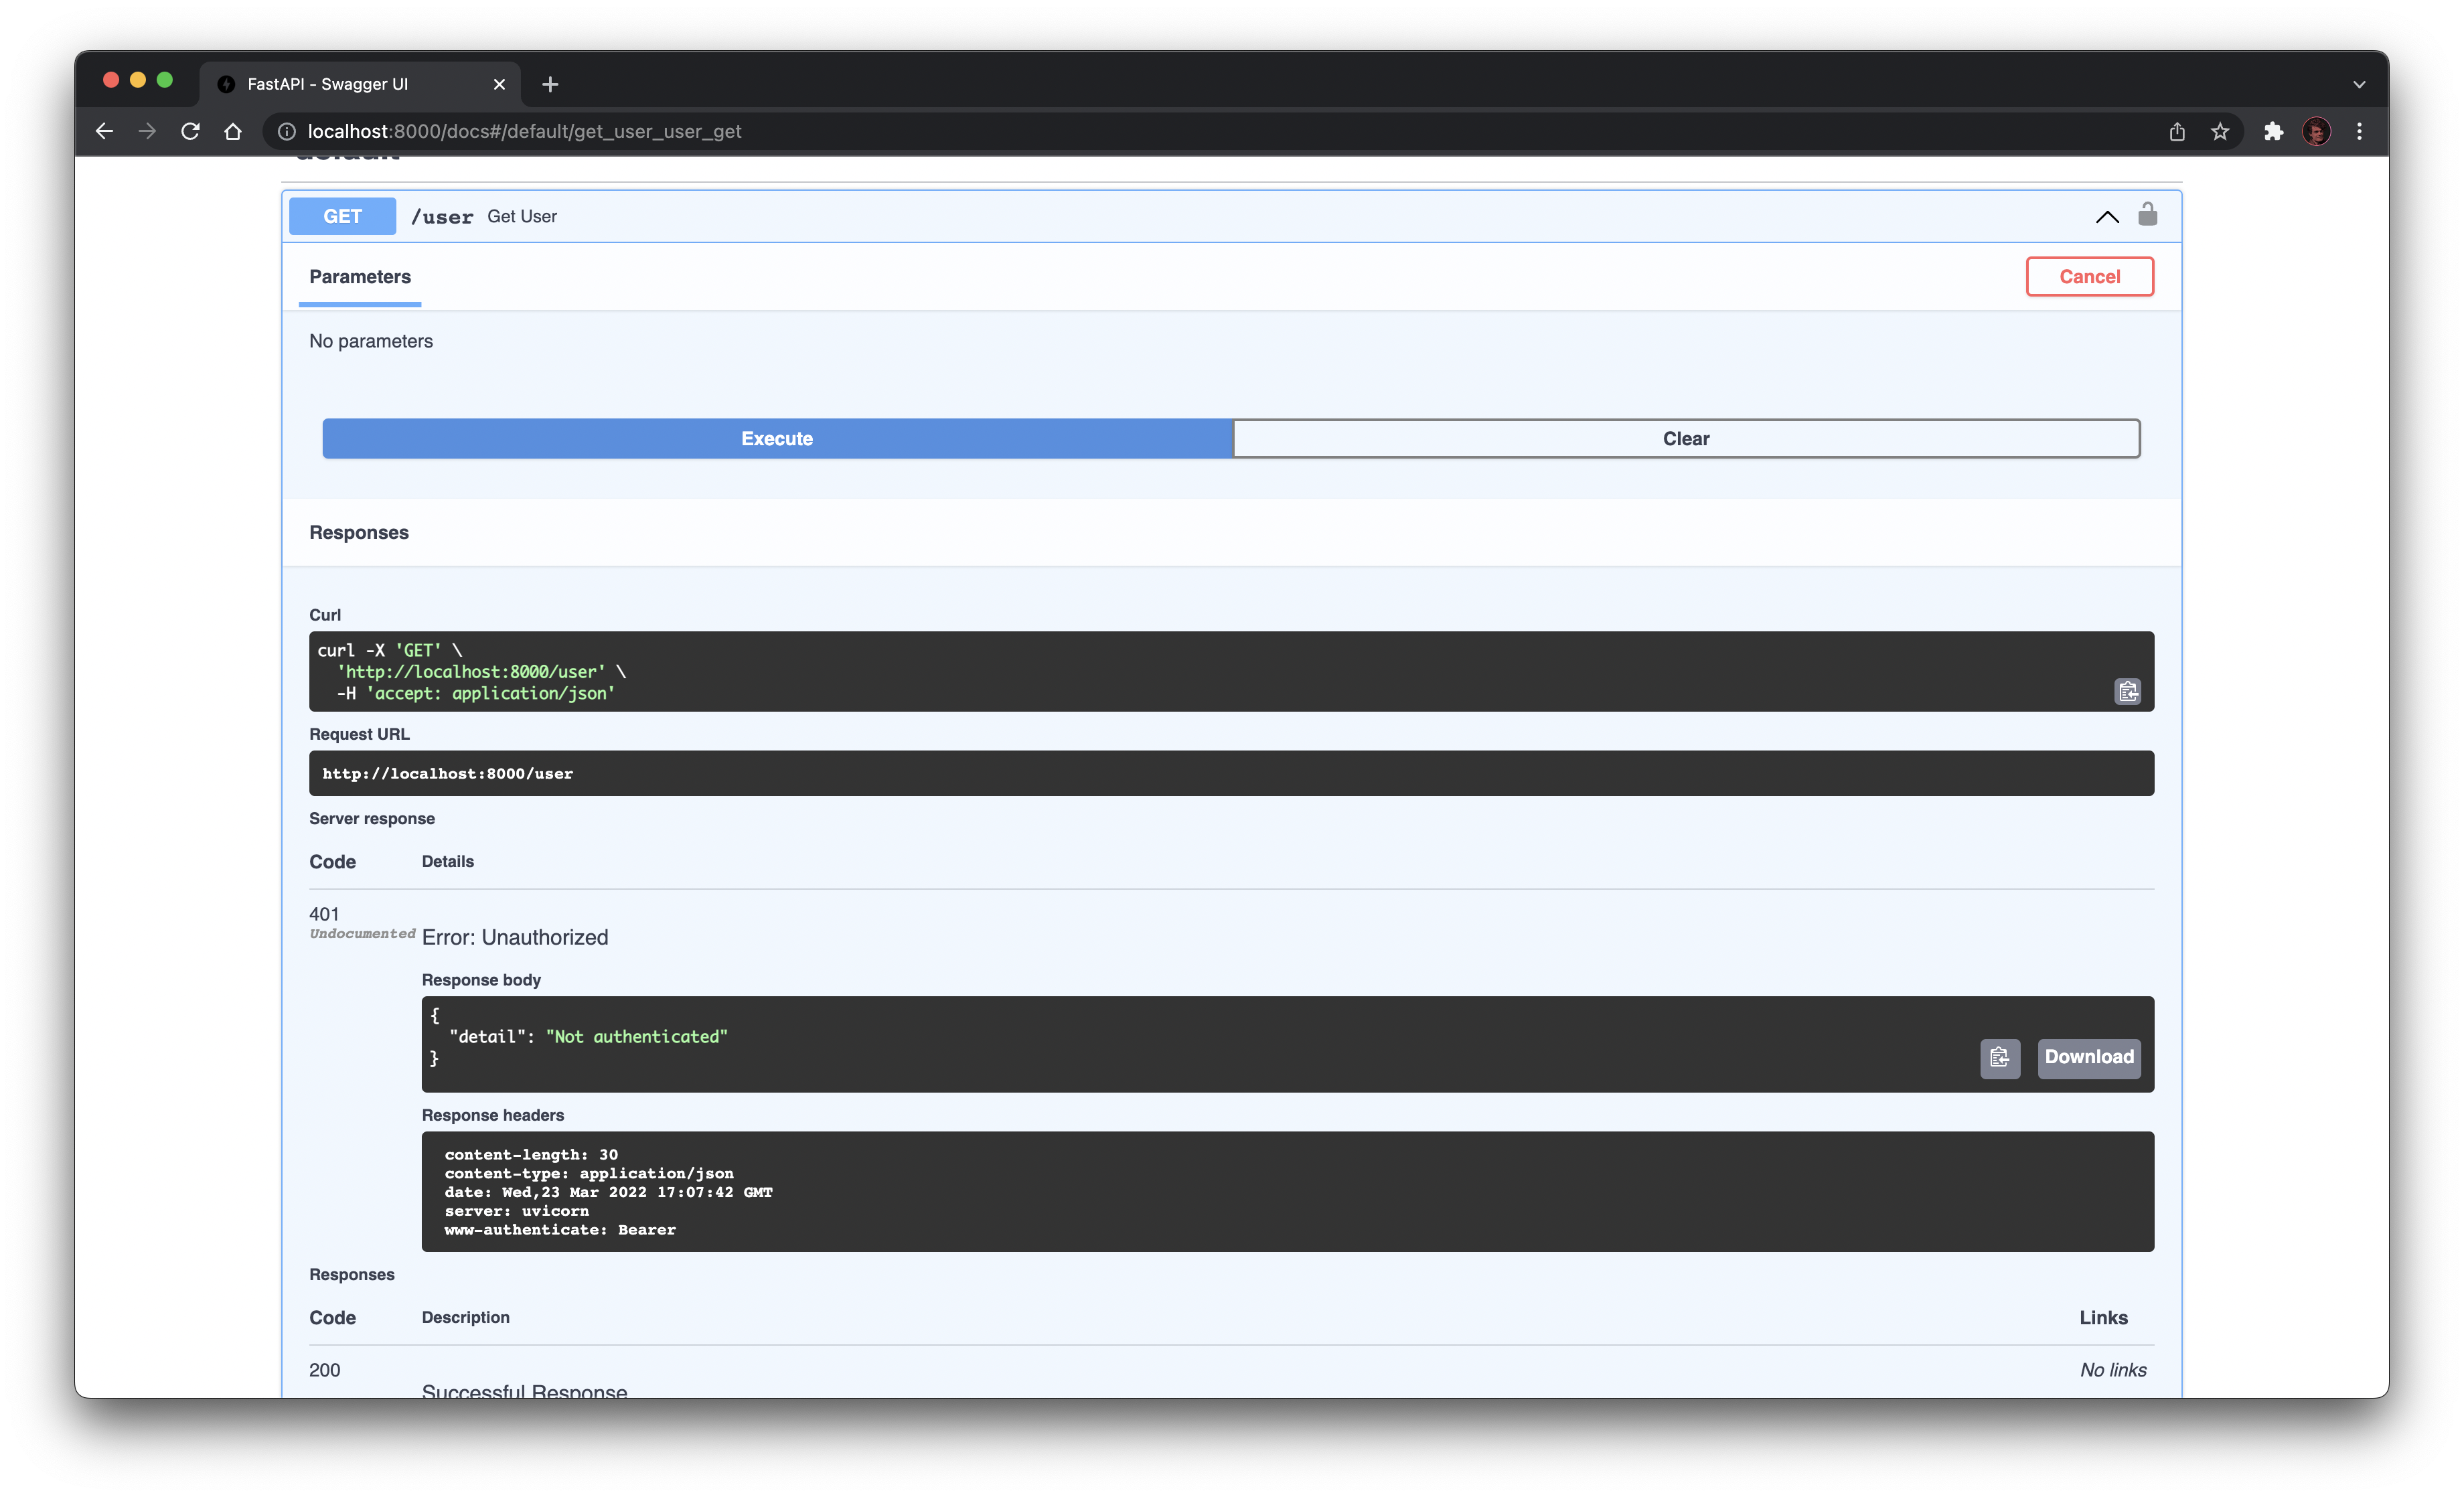 FastAPI - Swagger UI
localhost:8000/docs#/default/get_user_user_get
default
GET /user Get User
Parameters
Cancel
No parameters
Execute
Clear
Responses
Curl
curl -X 'GET' \
'http://localhost:8000/user' \
-H 'accept: application/json'
Request URL
http://localhost:8000/user
Server response
Code Details
401
Undocumented
Error: Unauthorized
Response body
{
"detail": "Not authenticated"
}
Download
Response headers
content-length: 30
content-type: application/json
date: Wed,23 Mar 2022 17:07:42 GMT
server: uvicorn
www-authenticate: Bearer
Responses
Code Description Links
200 No links
Successful Response